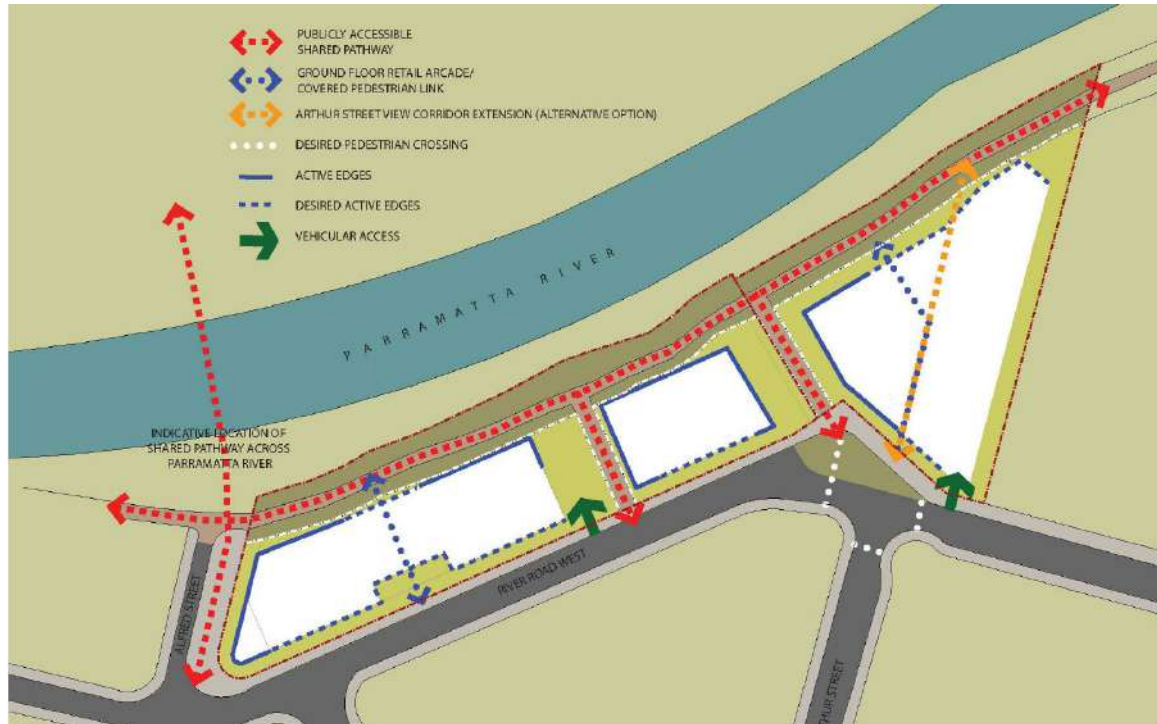 PUBLICLY ACCESSIBLE
SHARED PATHWAY
GROUND FLOOR RETAIL ARCADE/
COVERED PEDESTRIAN LINK
ARTHUR STREET VIEW CORRIDOR EXTENSION (ALTERNATIVE OPTION)
DESIRED PEDESTRIAN CROSSING
ACTIVE EDGES
DESIRED ACTIVE EDGES
VEHICULAR ACCESS
PARRAMATTA RIVER
INDICATIVE LOCATION OF
SHARED PATHWAY ACROSS
PARRAMATTA RIVER
ALFRED STREET
RIVER ROAD WEST
HUR STREET